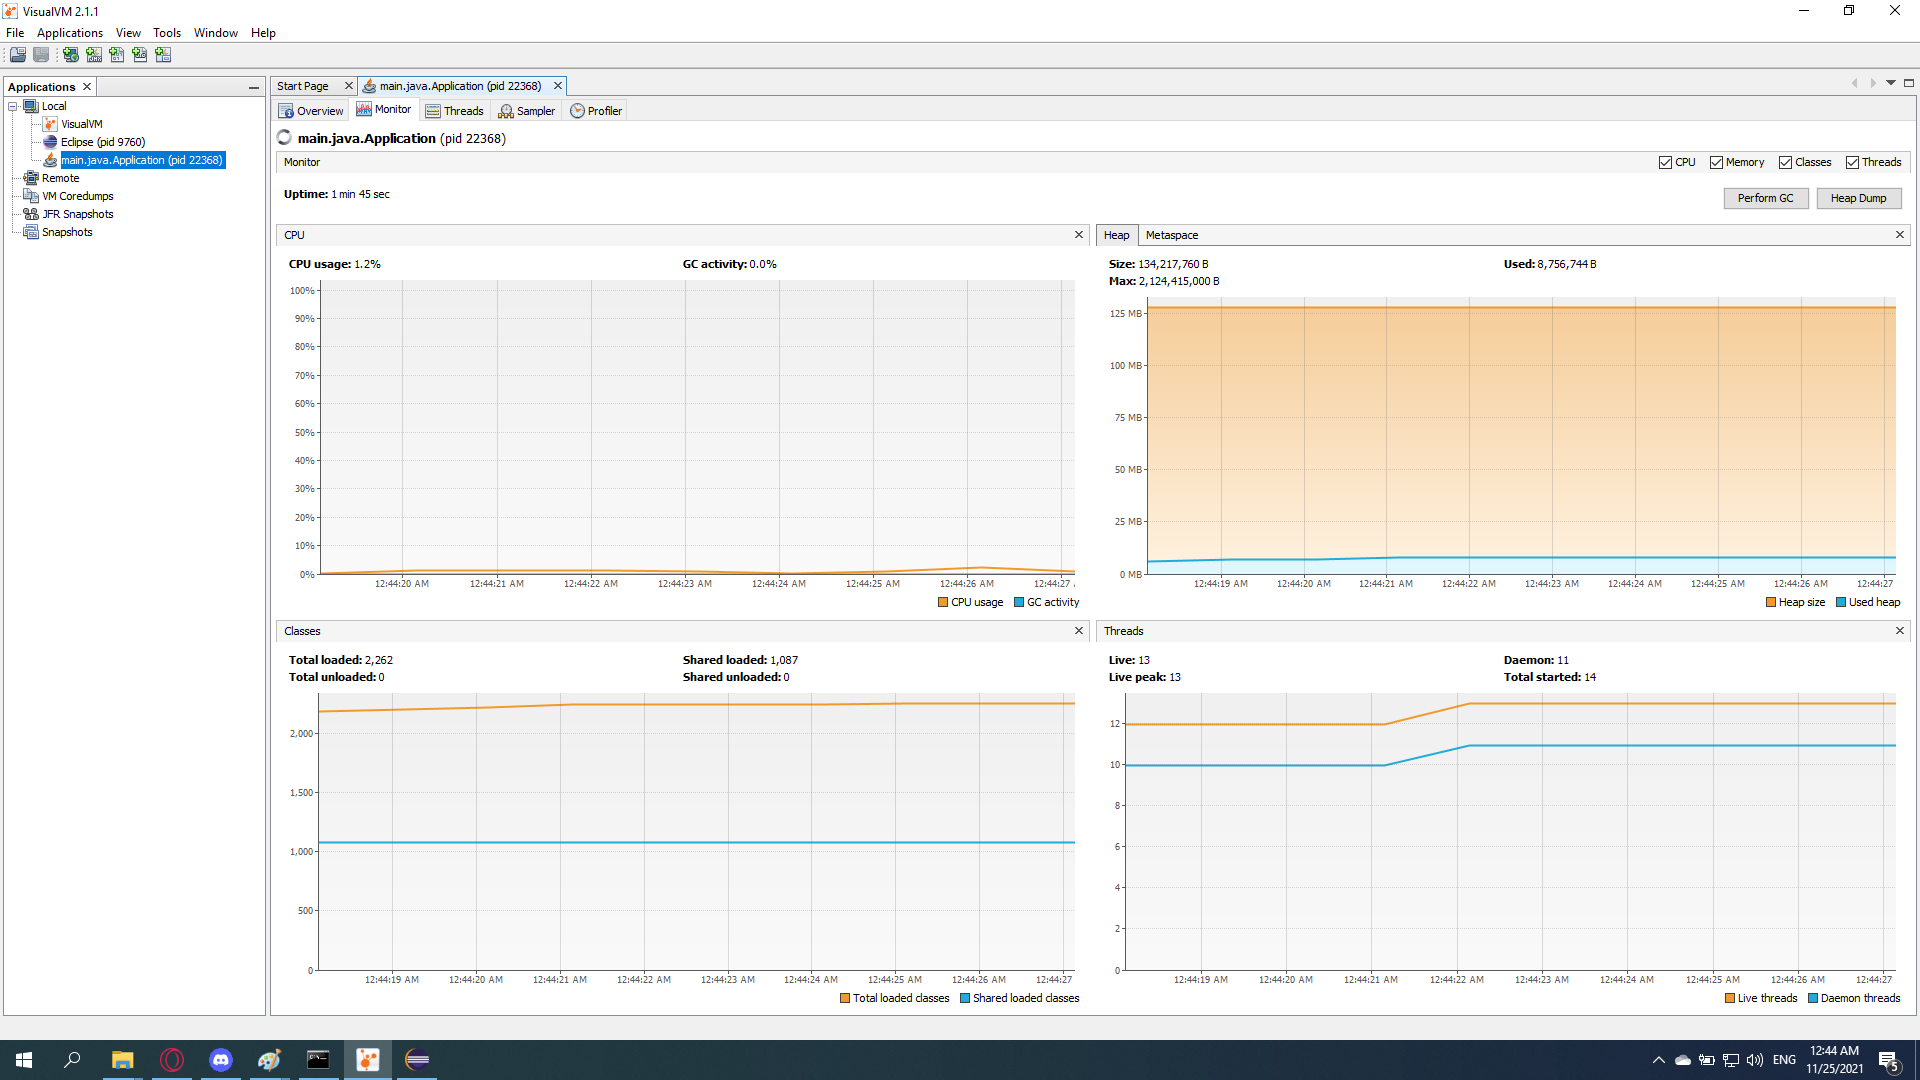 VisualVM 2.1.1
File Applications View Tools Window Help
Applications
Local
VisualVM
Eclipse (pid 9760)
main.java.Application (pid 22368)
Remote
VM Coredumps
JFR Snapshots
Snapshots
Start Page main.java.Application (pid 22368)
Overview Monitor Threads Sampler Profiler
main.java.Application (pid 22368)
Monitor CPU Memory Classes Threads
Uptime: 1 min 45 sec
Perform GC Heap Dump
CPU
CPU usage: 1.2% GC activity: 0.0%
100%
90%
80%
70%
60%
50%
40%
30%
20%
10%
0%
12:44:20 AM 12:44:21 AM 12:44:22 AM 12:44:23 AM 12:44:24 AM 12:44:25 AM 12:44:26 AM 12:44:27
CPU usage GC activity
Heap Metaspace
Size: 134,217,760 B Used: 8,756,744 B
Max: 2,124,415,000 B
125 MB
100 MB
75 MB
50 MB
25 MB
0 MB
12:44:19 AM 12:44:20 AM 12:44:21 AM 12:44:22 AM 12:44:23 AM 12:44:24 AM 12:44:25 AM 12:44:26 AM 12:44:27
Heap size Used heap
Classes
Total loaded: 2,262 Shared loaded: 1,087
Total unloaded: 0 Shared unloaded: 0
2,000
1,500
1,000
500
0
12:44:19 AM 12:44:20 AM 12:44:21 AM 12:44:22 AM 12:44:23 AM 12:44:24 AM 12:44:25 AM 12:44:26 AM 12:44:27
Total loaded classes Shared loaded classes
Threads
Live: 13 Daemon: 11
Live peak: 13 Total started: 14
12
10
8
6
4
2
0
12:44:19 AM 12:44:20 AM 12:44:21 AM 12:44:22 AM 12:44:23 AM 12:44:24 AM 12:44:25 AM 12:44:26 AM 12:44:27
Live threads Daemon threads
ENG
12:44 AM
11/25/2021
5